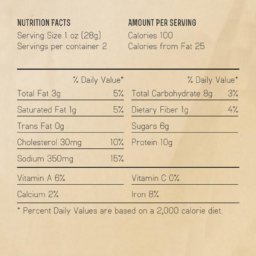 NUTRITION FACTS
Serving Size 1 oz (28g)
Servings per container 2
AMOUNT PER SERVING
Calories 100
Calories from Fat 25
% Daily Value*
Total Fat 3g 5%
Saturated Fat 1g 5%
Trans Fat 0g
Cholesterol 30mg 10%
Sodium 350mg 15%
% Daily Value*
Total Carbohydrate 8g 3%
Dietary Fiber 1g 4%
Sugars 6g
Protein 10g
Vitamin A 6%
Vitamin C 0%
Calcium 2%
Iron 8%
* Percent Daily Values are based on a 2,000 calorie diet.